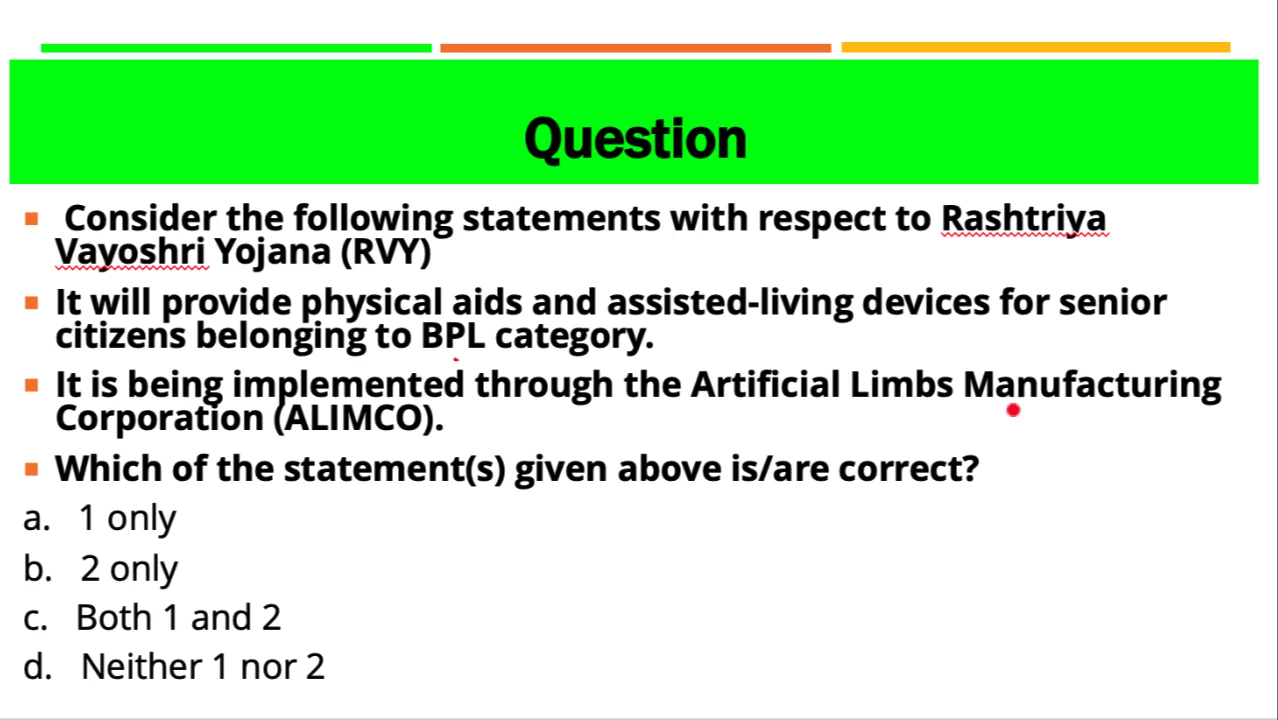 Question
Consider the following statements with respect to Rashtriya
Vayoshri Yojana (RVY)
It will provide physical aids and assisted-living devices for senior
citizens belonging to BPL category.
It is being implemented through the Artificial Limbs Manufacturing
Corporation (ALIMCO).
Which of the statement(s) given above is/are correct?
a. 1 only
b. 2 only
c. Both 1 and 2
d. Neither 1 nor 2